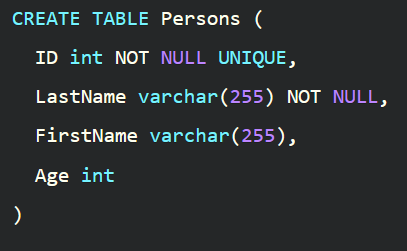 CREATE TABLE Persons (
ID int NOT NULL UNIQUE,
LastName varchar(255) NOT NULL,
FirstName varchar(255),
Age int
)